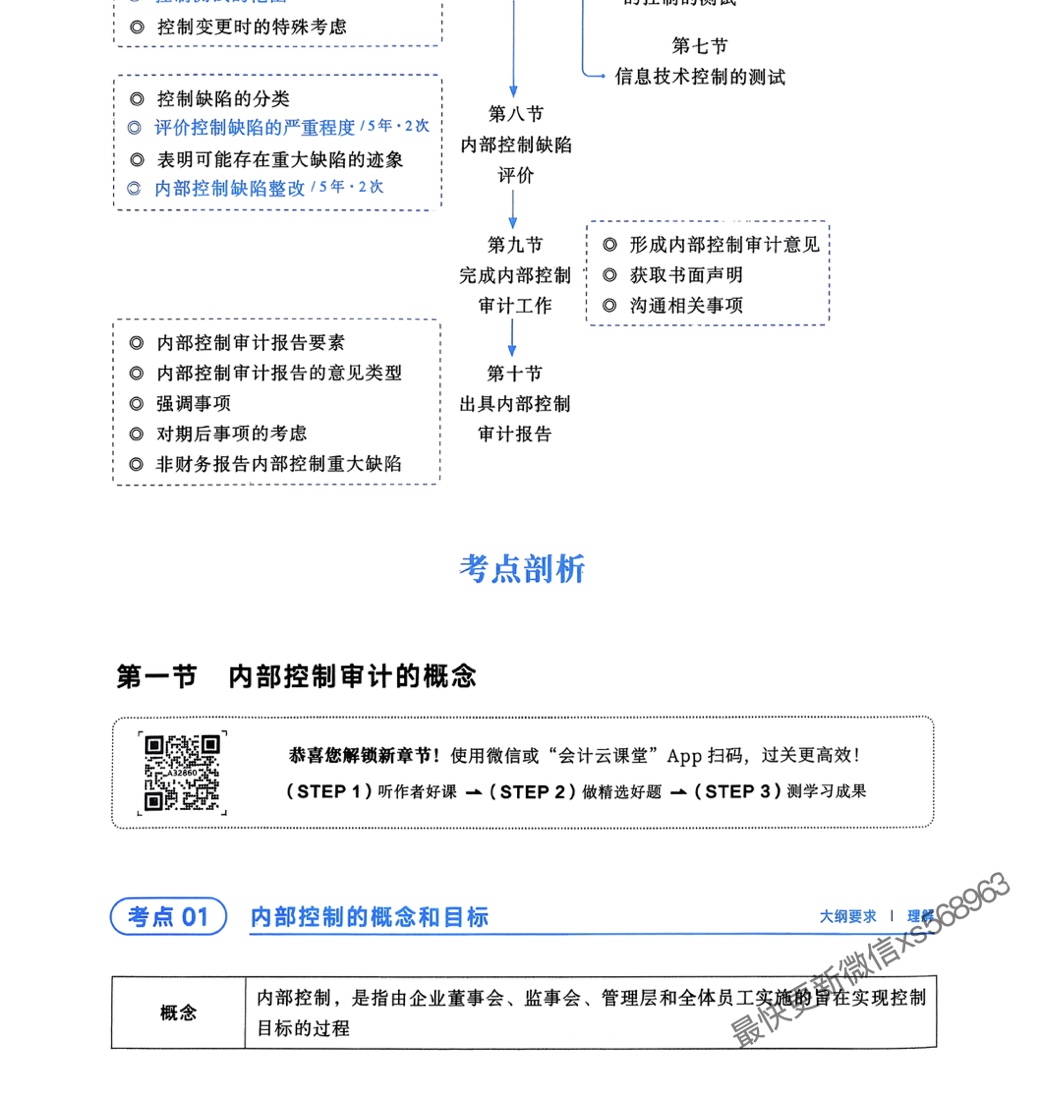 控制变更时的特殊考虑
第七节
信息技术控制的测试
控制缺陷的分类
评价控制缺陷的严重程度 / 5年·2次
表明可能存在重大缺陷的迹象
内部控制缺陷整改 / 5年·2次
第八节
内部控制缺陷
评价
第九节
完成内部控制
审计工作
形成内部控制审计意见
获取书面声明
沟通相关事项
内部控制审计报告要素
内部控制审计报告的意见类型
强调事项
对期后事项的考虑
非财务报告内部控制重大缺陷
第十节
出具内部控制
审计报告
考点剖析
第一节 内部控制审计的概念
A32860
恭喜您解锁新章节！使用微信或“会计云课堂”App 扫码，过关更高效！
(STEP 1) 听作者好课 ⇀ (STEP 2) 做精选好题 ⇀ (STEP 3) 测学习成果
考点 01 内部控制的概念和目标 大纲要求 | 理解
概念
内部控制，是指由企业董事会、监事会、管理层和全体员工实施的旨在实现控制
目标的过程
最快更新微信xs568963